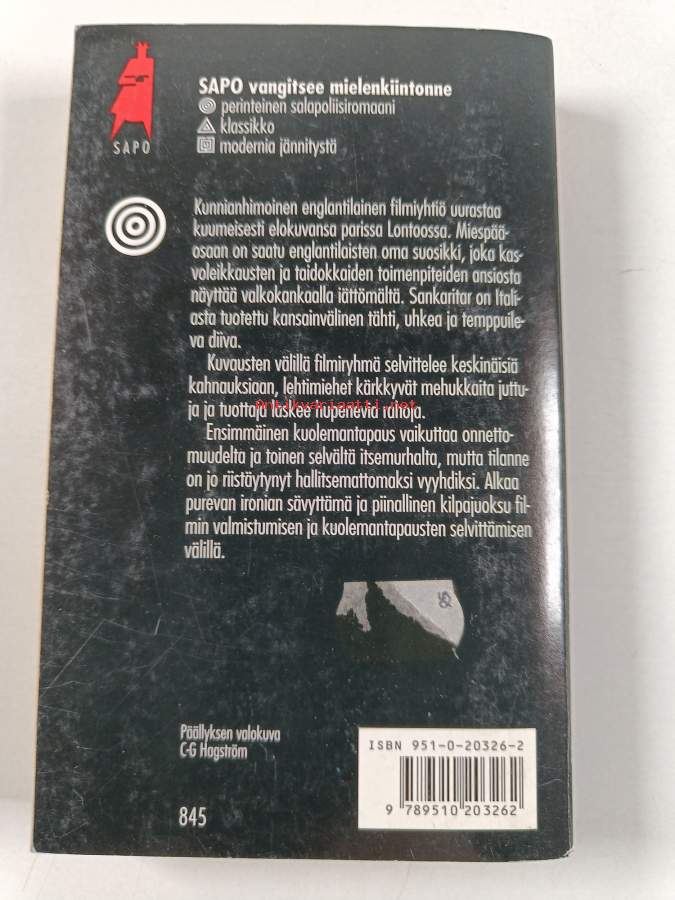 SAPO vangitsee mielenkiintonne
perinteinen salapoliisiromaani
klassikko
modernia jännitystä
SAPO
Kunnianhimoinen englantilainen filmiyhtiö uurastaa
kuumeisesti elokuvansa parissa Lontoossa. Miespää-
osaan on saatu englantilaisten oma suosikki, joka kas-
voleikkausten ja taidokkaiden toimenpiteiden ansiosta
näyttää valkokankaalla iättömältä. Sankaritar on Itali-
asta tuotettu kansainvälinen tähti, uhkea ja temppuile-
va diiva.
Kuvausten välillä filmiryhmä selvittelee keskinäisiä
kahnauksiaan, lehtimiehet kärkkyvät mehukkaita juttu-
ja ja tuottaja laskee hupenevia rahoja.
Antikvariaatti.net
Ensimmäinen kuolemantapaus vaikuttaa onnetto-
muudelta ja toinen selvältä itsemurhalta, mutta tilanne
on jo riistäytynyt hallitsemattomaksi vyyhdiksi. Alkaa
purevan ironian sävyttämä ja piinallinen kilpajuoksu fil-
min valmistumisen ja kuolemantapausten selvittämisen
välillä.
25
Päällyksen valokuva
C-G Hagström
ISBN 951-0-20326-2
9 789510 203262
845